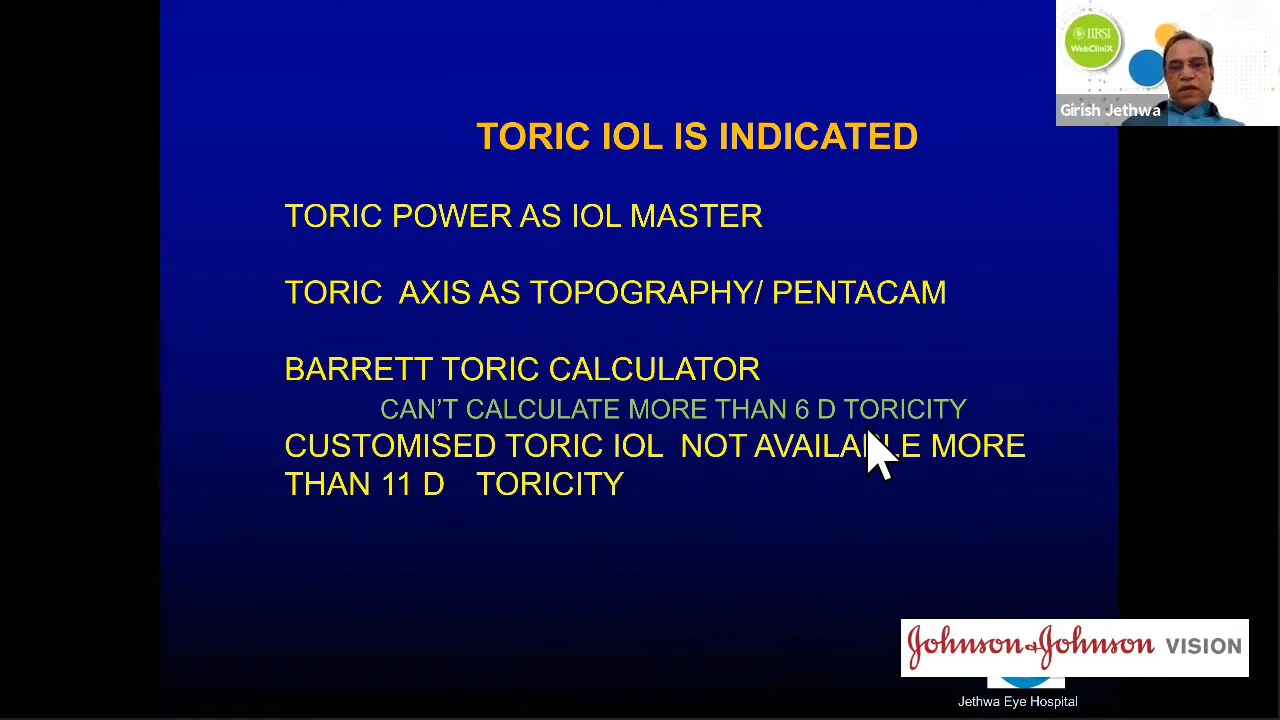 IIRSI
WebCliniX
Girish Jethwa
TORIC IOL IS INDICATED
TORIC POWER AS IOL MASTER
TORIC AXIS AS TOPOGRAPHY/ PENTACAM
BARRETT TORIC CALCULATOR
CAN'T CALCULATE MORE THAN 6 D TORICITY
CUSTOMISED TORIC IOL NOT AVAILABLE MORE
THAN 11 D TORICITY
Johnson & Johnson VISION
Jethwa Eye Hospital